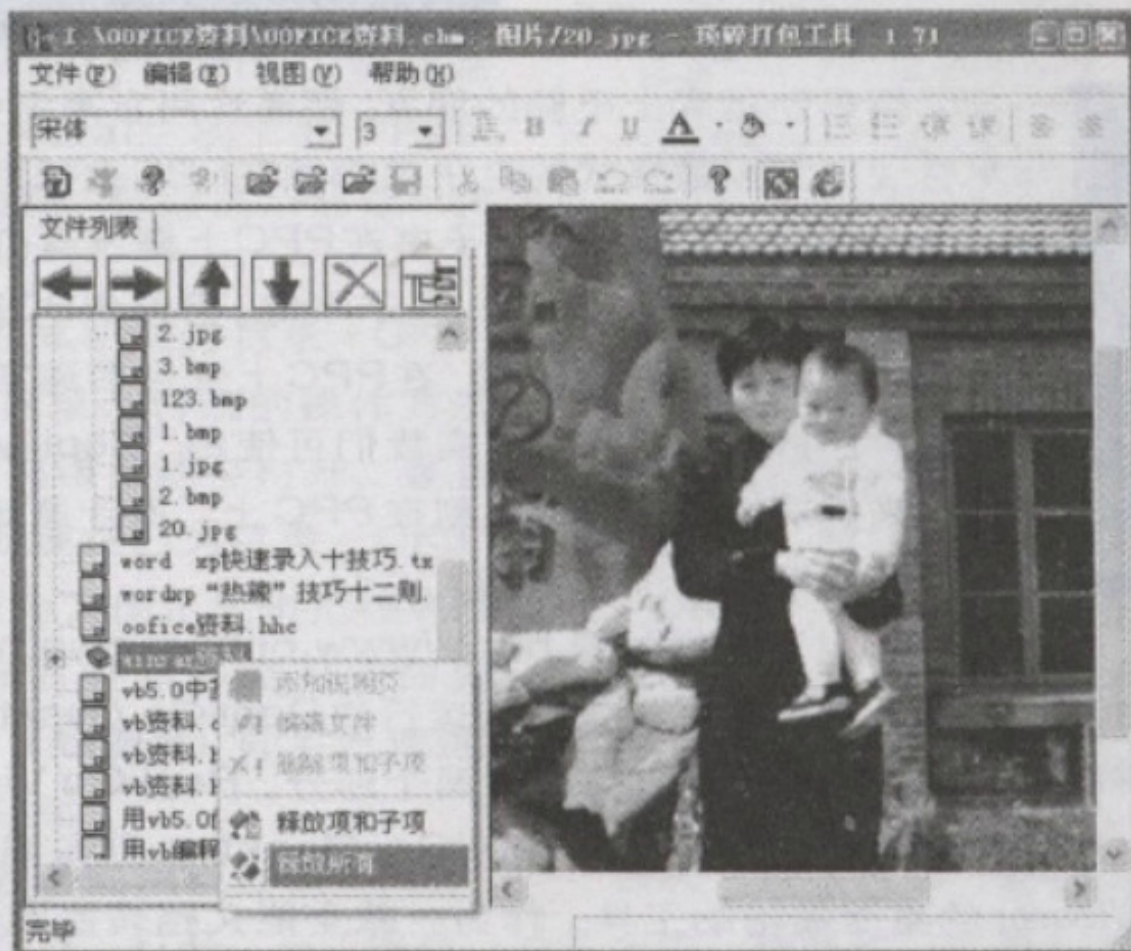 I:\OOFICE资料\OOFICE资料.chm 图片/20.jpg - 顶碎打包工具 1.71
文件(F) 编辑(E) 视图(V) 帮助(H)
宋体 3
文件列表
2.jpg
3.bmp
123.bmp
1.bmp
1.jpg
2.bmp
20.jpg
word xp快速录入十技巧.tx
wordxp“热辣”技巧十二则.
oofice资料.hhc
vb5.0中
添加说明页
vb资料.c
编辑文件
vb资料.h
删除项和子项
vb资料.h
用vb5.0
释放项和子项
用vb编程
释放所有
完毕